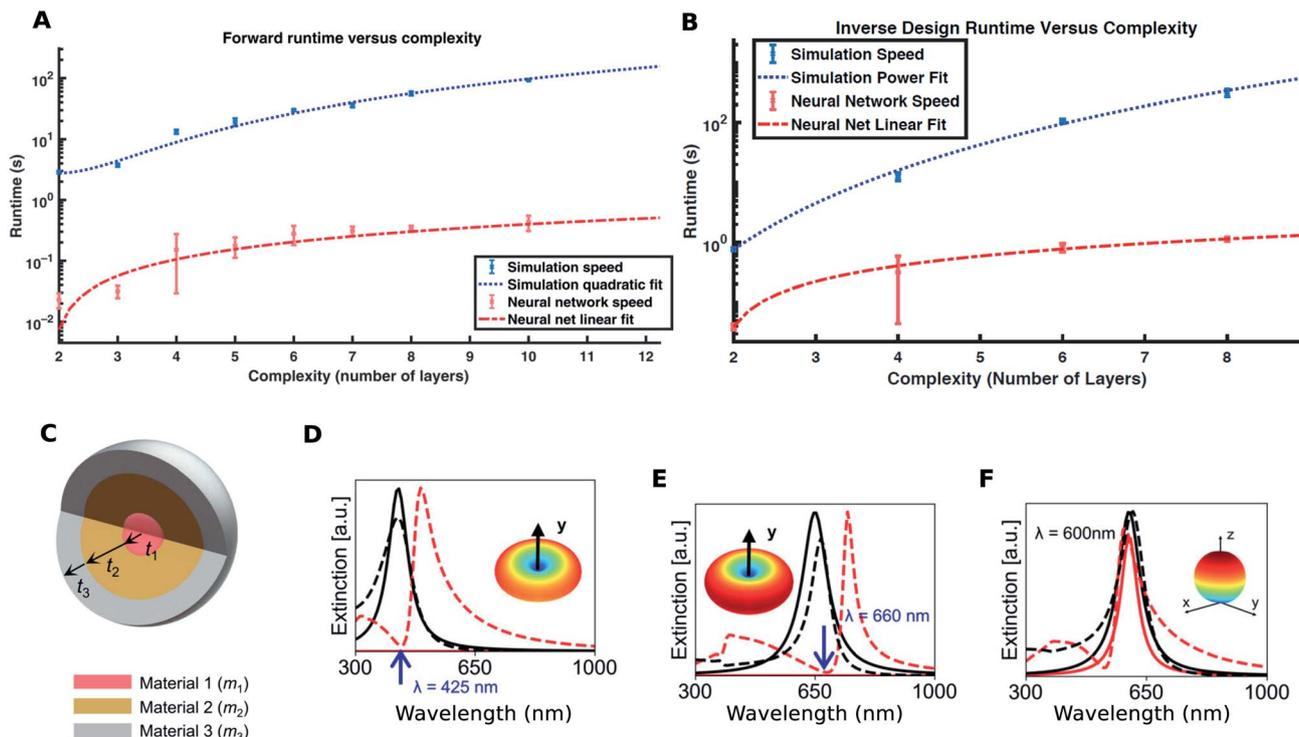 A
Forward runtime versus complexity
Runtime (s)
10²
10¹
10⁰
10⁻¹
10⁻²
2 3 4 5 6 7 8 9 10 11 12
Complexity (number of layers)
Simulation speed
Simulation quadratic fit
Neural network speed
Neural net linear fit
B
Inverse Design Runtime Versus Complexity
Simulation Speed
Simulation Power Fit
Neural Network Speed
Neural Net Linear Fit
Runtime (s)
10²
10⁰
2 3 4 5 6 7 8
Complexity (Number of Layers)
C
t₁
t₂
t₃
Material 1 (m₁)
Material 2 (m₂)
Material 3 (m₃)
D
Extinction [a.u.]
y
300 650 1000
λ = 425 nm
Wavelength (nm)
E
Extinction [a.u.]
y
λ = 660 nm
300 650 1000
Wavelength (nm)
F
Extinction [a.u.]
λ = 600nm
z
x y
300 650 1000
Wavelength (nm)